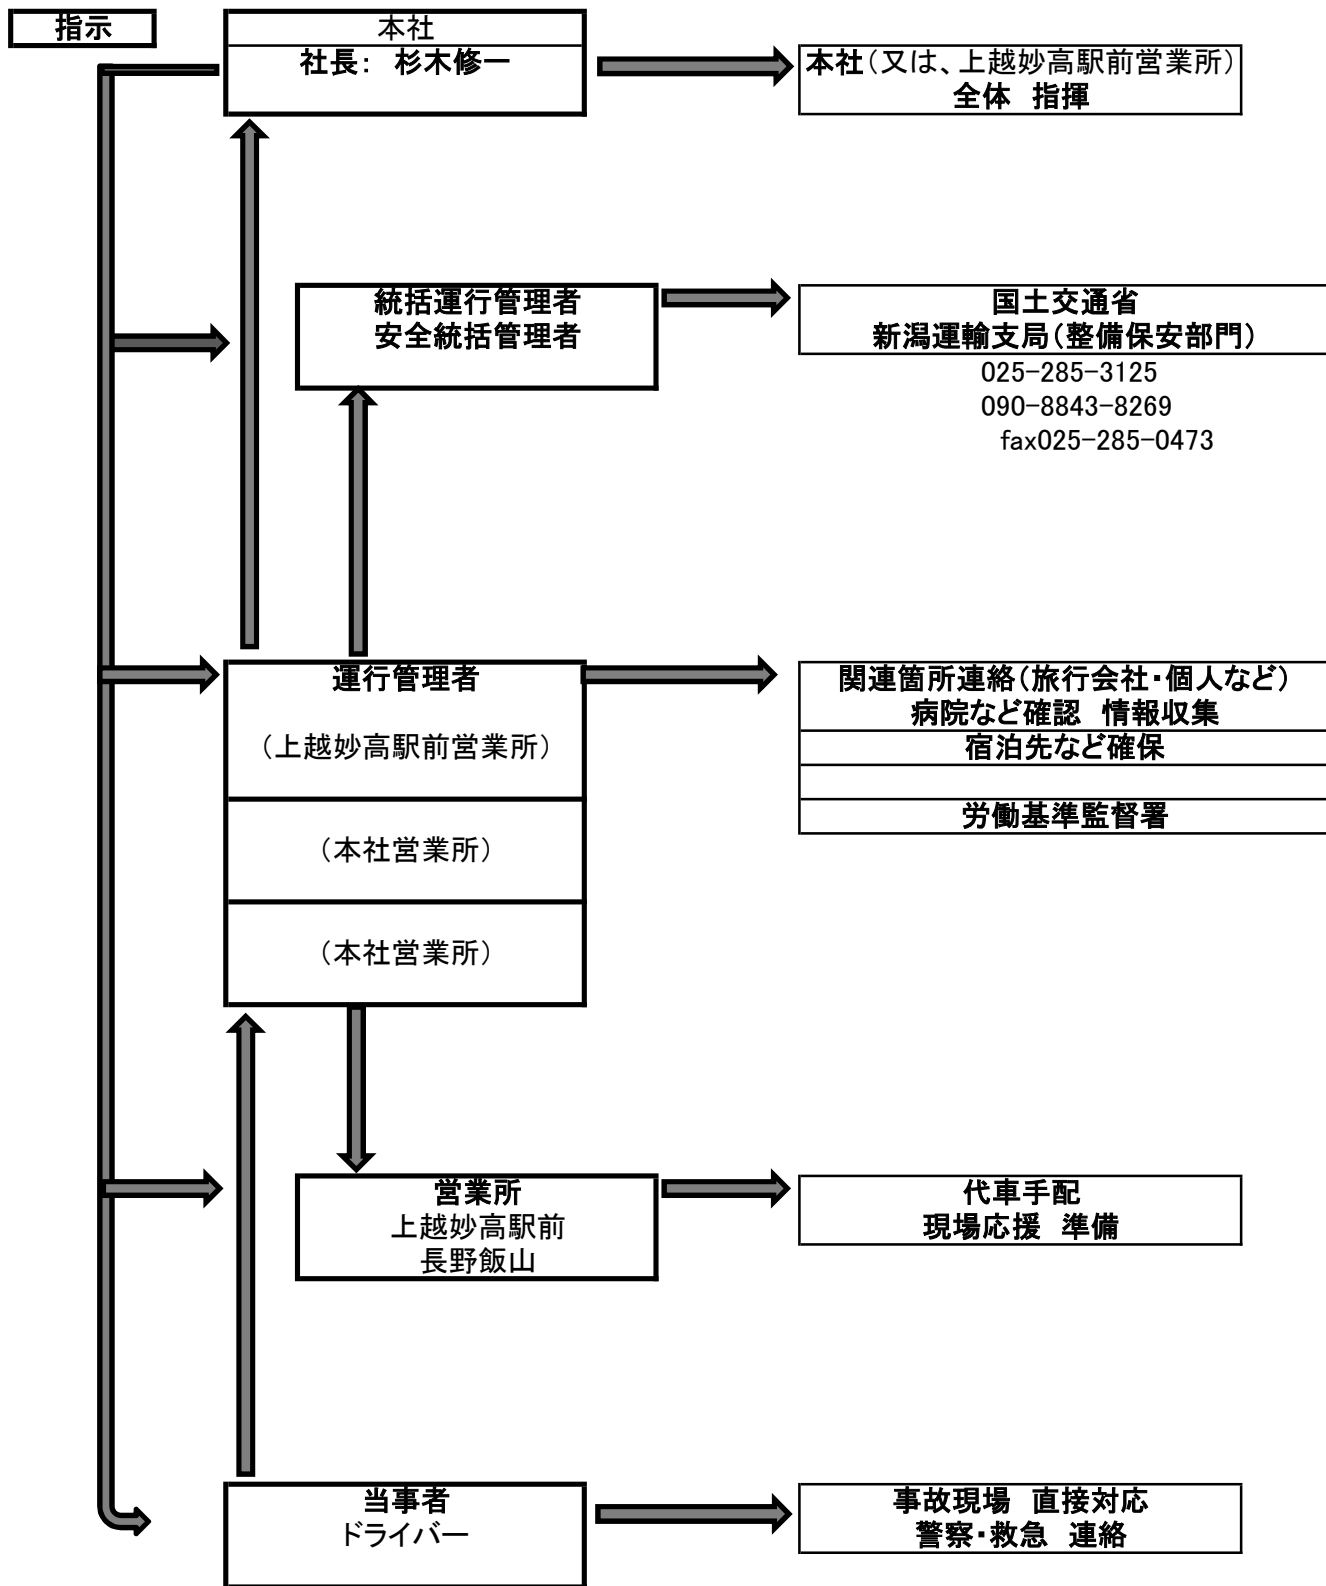 指示
本社
社長： 杉木修一
本社（又は、上越妙高駅前営業所）
全体　指揮
統括運行管理者
安全統括管理者
国土交通省
新潟運輸支局（整備保安部門）
025-285-3125
090-8843-8269
fax025-285-0473
運行管理者
（上越妙高駅前営業所）
（本社営業所）
（本社営業所）
関連箇所連絡（旅行会社・個人など）
病院など確認　情報収集
宿泊先など確保
労働基準監督署
営業所
上越妙高駅前
長野飯山
代車手配
現場応援　準備
当事者
ドライバー
事故現場　直接対応
警察・救急　連絡